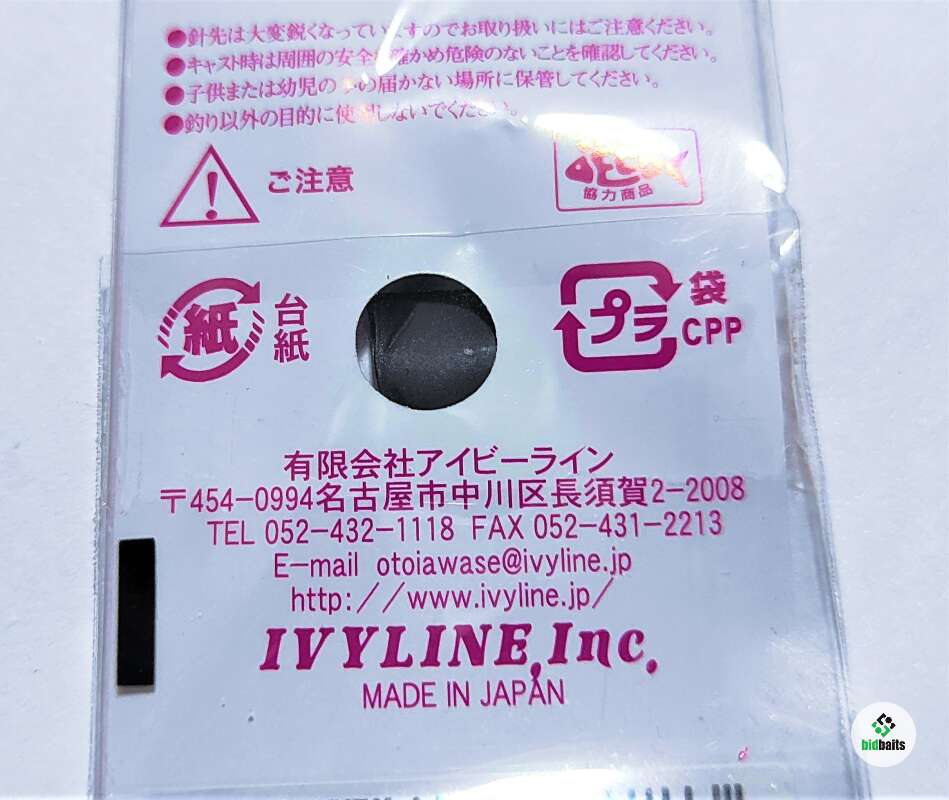 ●針先は大変鋭くなっていますのでお取り扱いにはご注意ください。
●キャスト時は周囲の安全を確かめ危険のないことを確認してください。
●子供または幼児の手の届かない場所に保管してください。
●釣り以外の目的に使用しないでください。
ご注意
協力商品
紙
台紙
プラ
袋
CPP
有限会社アイビーライン
〒454-0994名古屋市中川区長須賀2-2008
TEL 052-432-1118 FAX 052-431-2213
E-mail otoiawase@ivyline.jp
http://www.ivyline.jp/
IVYLINE,Inc.
MADE IN JAPAN
bidbaits